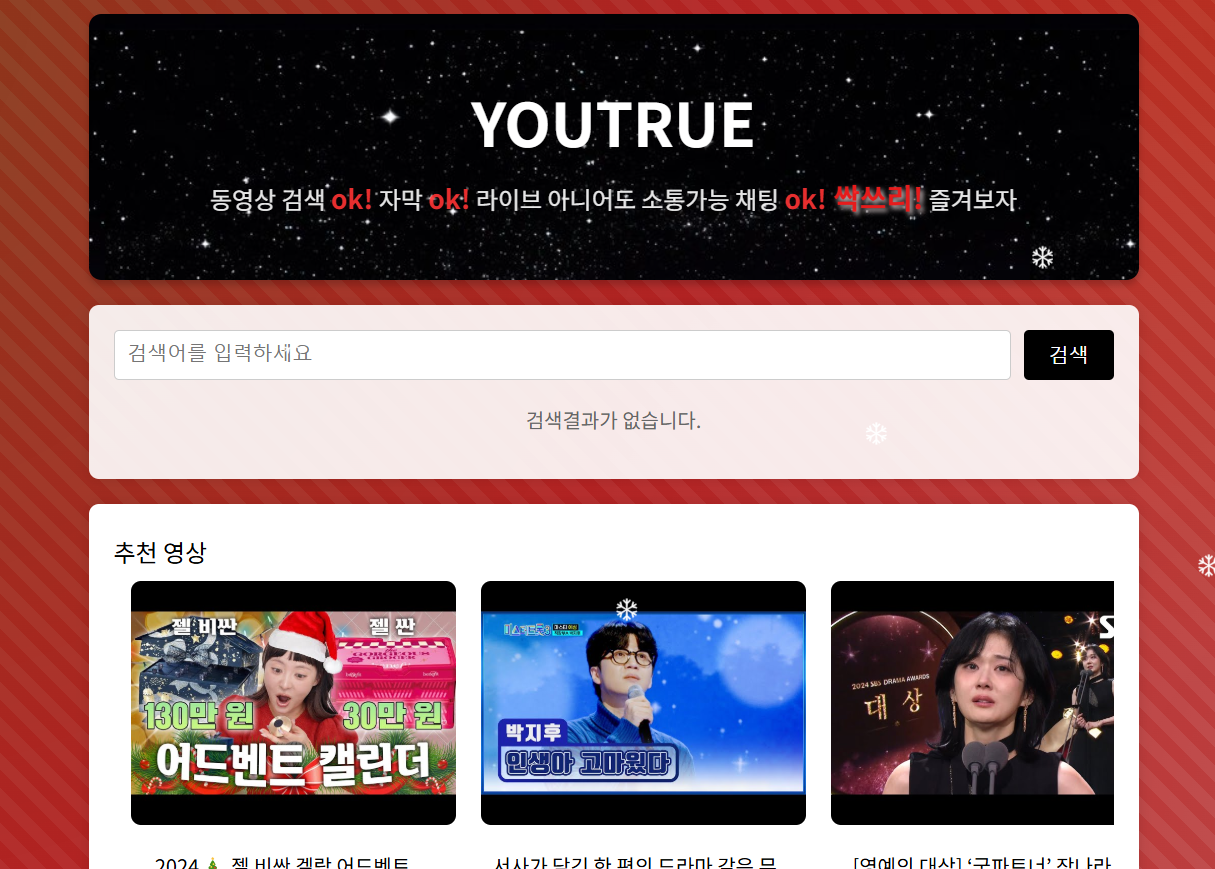 YOUTRUE
동영상 검색 ok! 자막 ok! 라이브 아니어도 소통가능 채팅 ok! 싹쓰리! 즐겨보자
검색어를 입력하세요
검색
검색결과가 없습니다.
추천 영상
젤 비싼
젤 짠
GORGEOUS
GROCER
130만 원
30만 원
어드벤트 캘린더
박지후
인생아 고마웠다
2024 SBS DRAMA AWARDS
대상
S
2024 🎄 젤 비싼 겔랑 어드벤트
서사가 담긴 한 편의 드라마 같은 무
[연예의 대상] ‘굿파트너’ 장나라